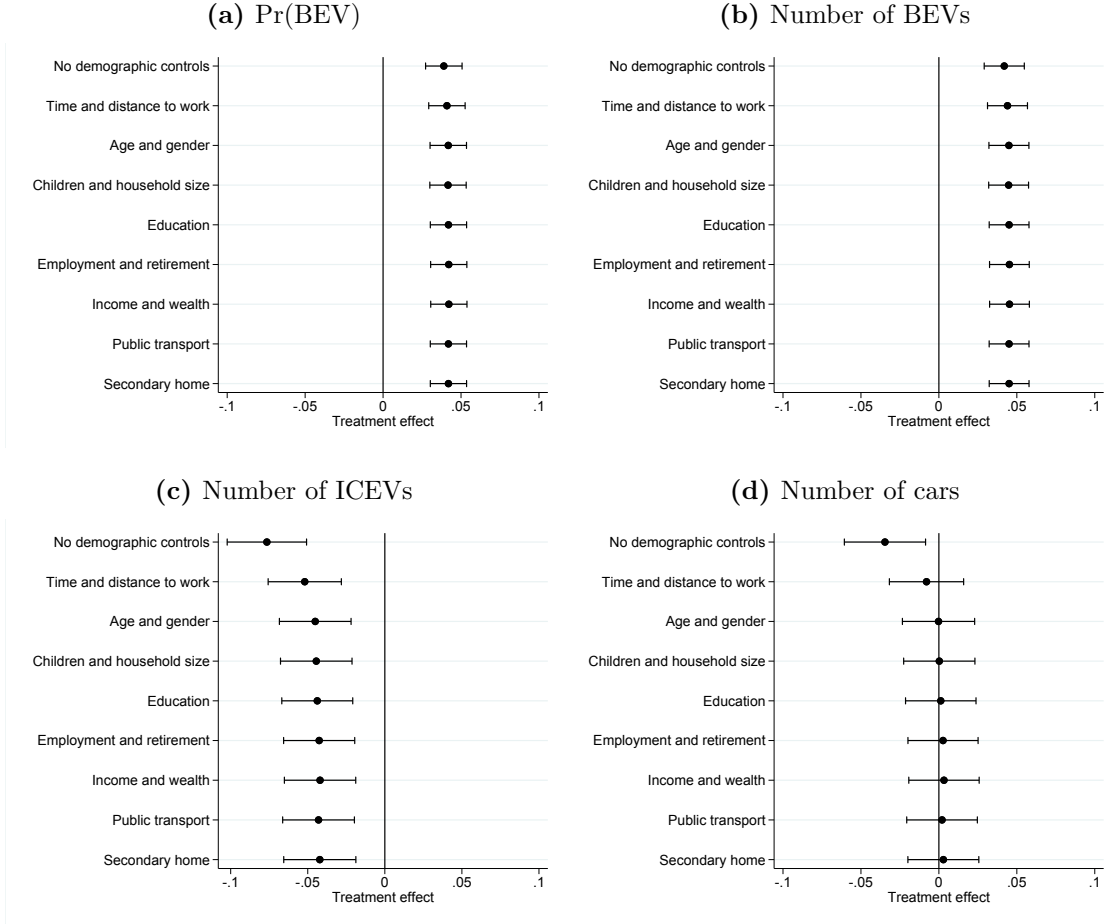 (a) Pr(BEV)
No demographic controls
Time and distance to work
Age and gender
Children and household size
Education
Employment and retirement
Income and wealth
Public transport
Secondary home
-.1 -.05 0 .05 .1
Treatment effect
(b) Number of BEVs
No demographic controls
Time and distance to work
Age and gender
Children and household size
Education
Employment and retirement
Income and wealth
Public transport
Secondary home
-.1 -.05 0 .05 .1
Treatment effect
(c) Number of ICEVs
No demographic controls
Time and distance to work
Age and gender
Children and household size
Education
Employment and retirement
Income and wealth
Public transport
Secondary home
-.1 -.05 0 .05 .1
Treatment effect
(d) Number of cars
No demographic controls
Time and distance to work
Age and gender
Children and household size
Education
Employment and retirement
Income and wealth
Public transport
Secondary home
-.1 -.05 0 .05 .1
Treatment effect